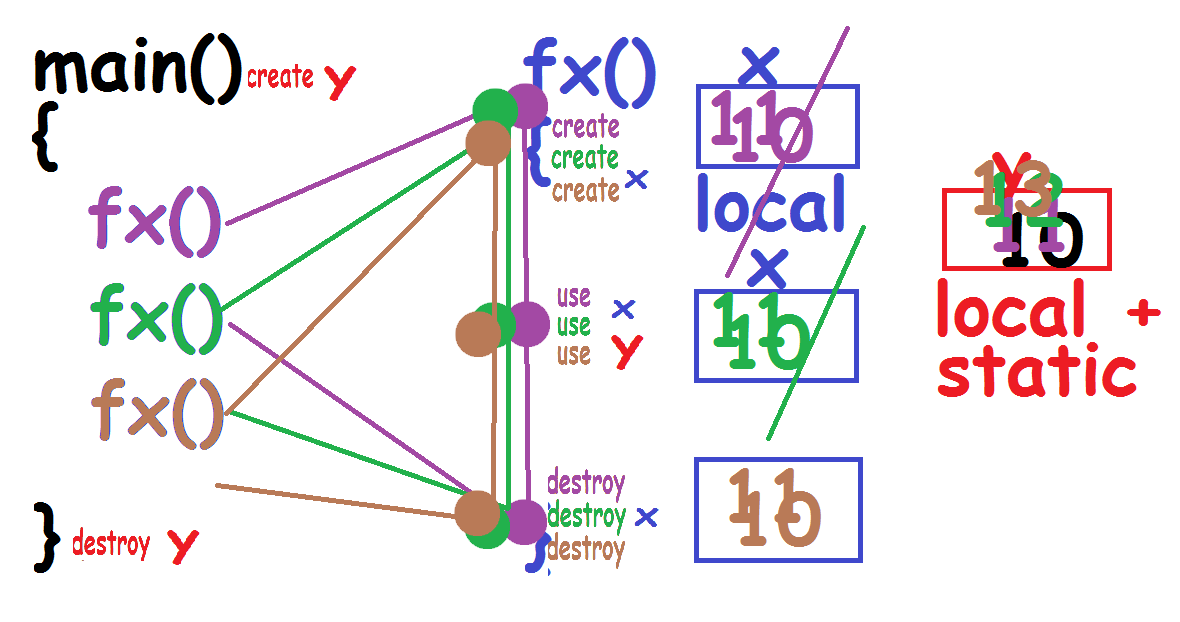 main() create y
{
fx()
fx()
fx()
}
destroy y
fx()
{
create
create
create x
use
use
use
x
y
destroy
destroy
destroy
x
}
x
11
10
local
x
11
10
11
10
y
13
12
11
10
local +
static